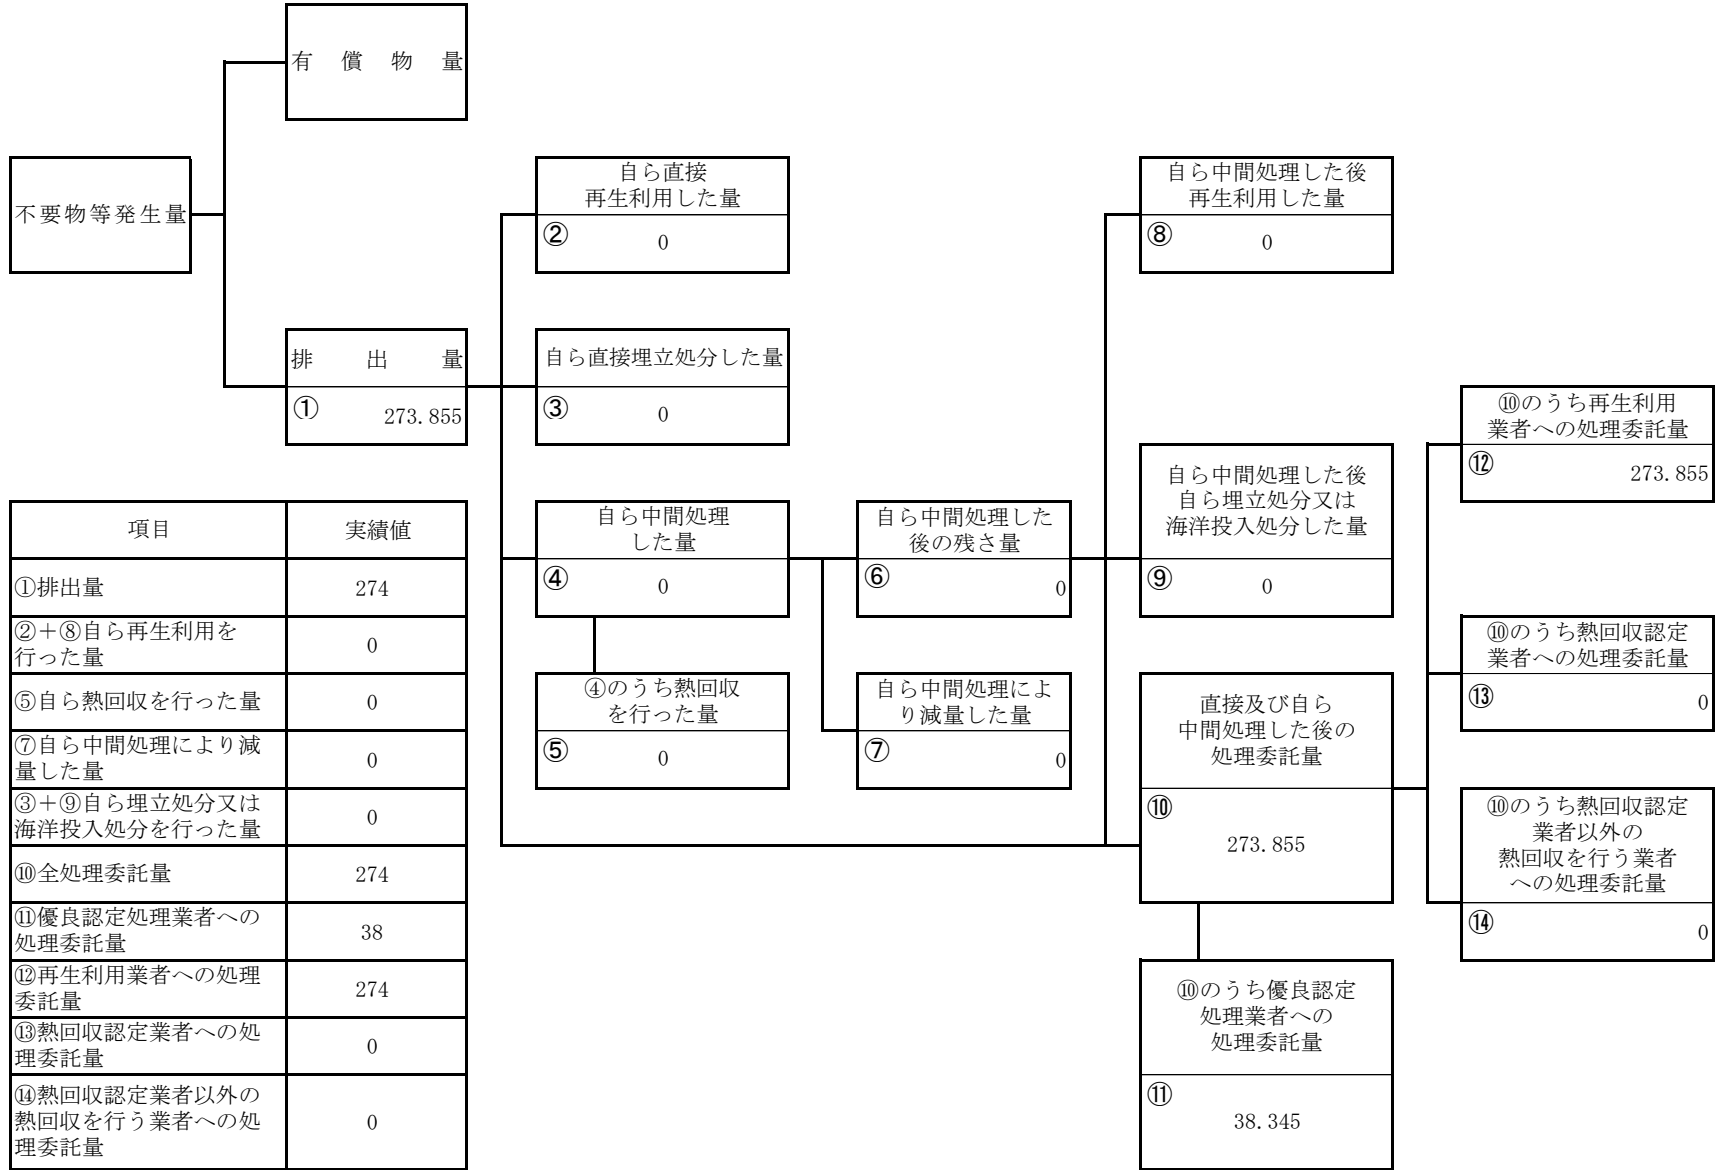 有償物量
不要物等発生量
自ら直接
再生利用した量
② 0
自ら中間処理した後
再生利用した量
⑧ 0
排出量
① 273.855
自ら直接埋立処分した量
③ 0
⑩のうち再生利用
業者への処理委託量
⑫ 273.855
自ら中間処理
した量
④ 0
自ら中間処理した
後の残さ量
⑥ 0
自ら中間処理した後
自ら埋立処分又は
海洋投入処分した量
⑨ 0
④のうち熱回収
を行った量
⑤ 0
自ら中間処理によ
り減量した量
⑦ 0
直接及び自ら
中間処理した後の
処理委託量
⑩
273.855
⑩のうち熱回収認定
業者への処理委託量
⑬ 0
⑩のうち熱回収認定
業者以外の
熱回収を行う業者
への処理委託量
⑭ 0
⑩のうち優良認定
処理業者への
処理委託量
⑪
38.345
項目 実績値
①排出量 274
②+⑧自ら再生利用を
行った量 0
⑤自ら熱回収を行った量 0
⑦自ら中間処理により減
量した量 0
③+⑨自ら埋立処分又は
海洋投入処分を行った量 0
⑩全処理委託量 274
⑪優良認定処理業者への
処理委託量 38
⑫再生利用業者への処理
委託量 274
⑬熱回収認定業者への処
理委託量 0
⑭熱回収認定業者以外の
熱回収を行う業者への処
理委託量 0